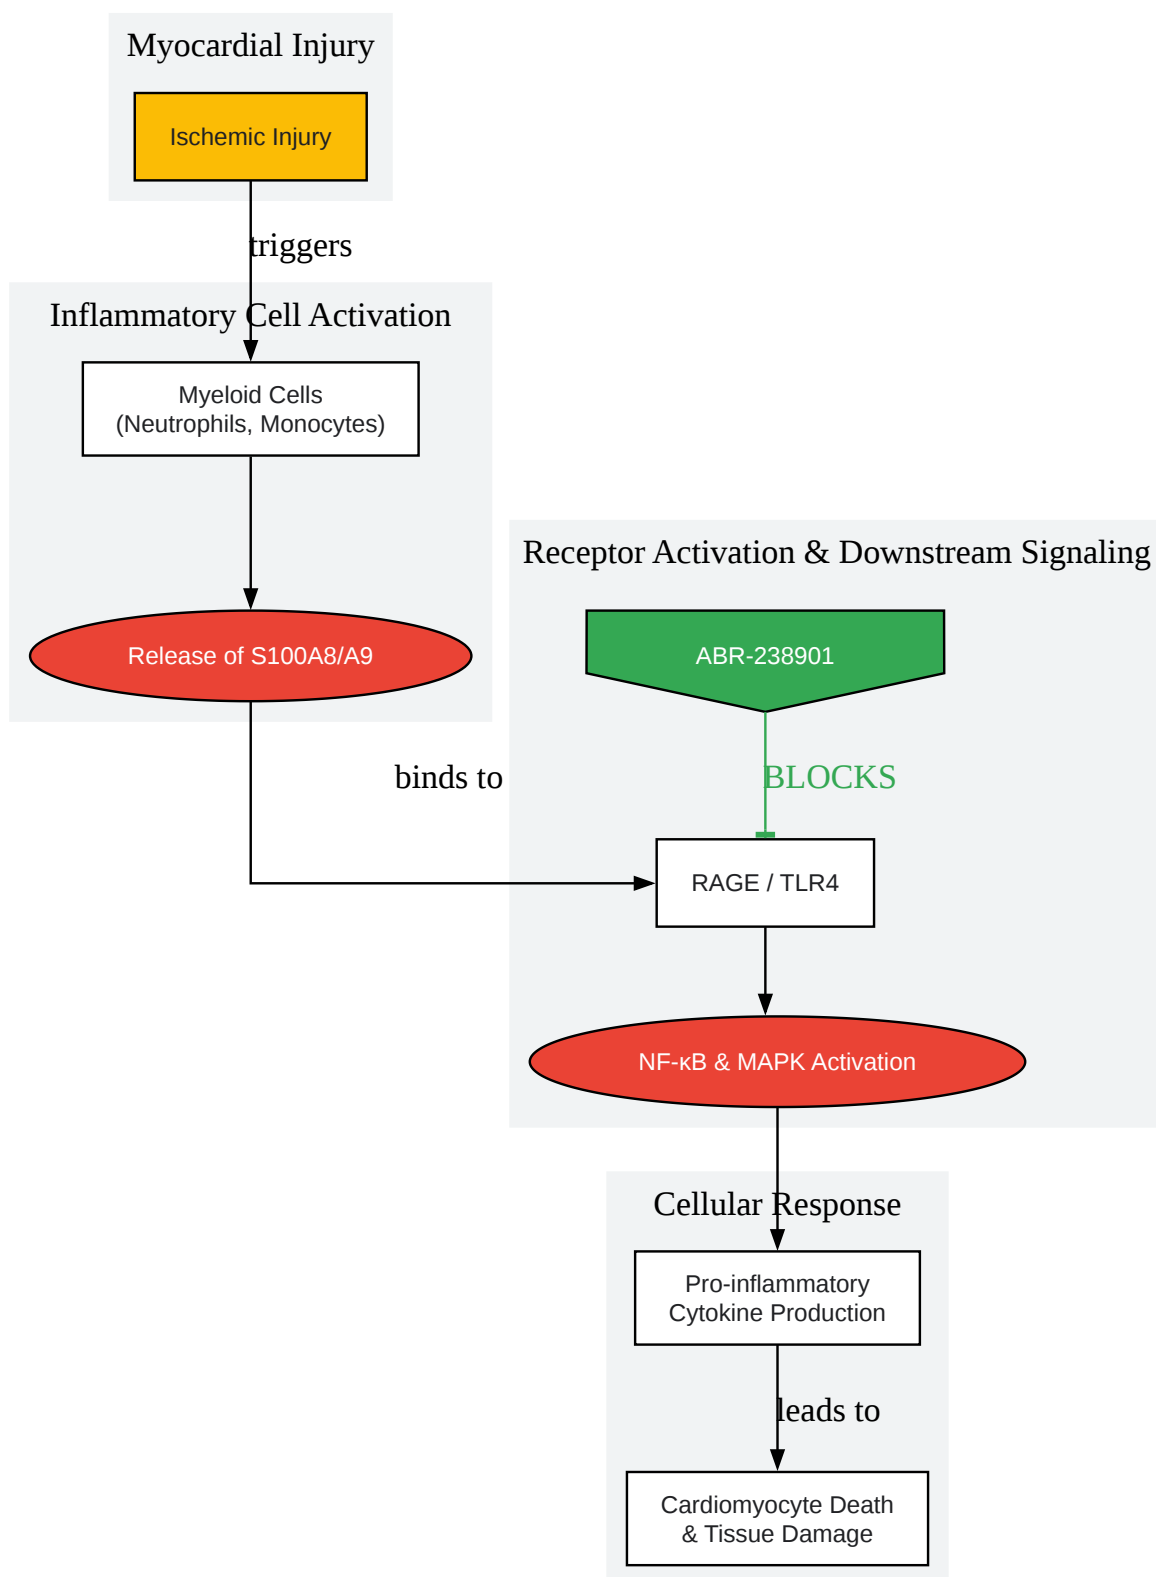 Myocardial Injury
Ischemic Injury
triggers
Inflammatory Cell Activation
Myeloid Cells
(Neutrophils, Monocytes)
Release of S100A8/A9
binds to
Receptor Activation & Downstream Signaling
ABR-238901
BLOCKS
RAGE / TLR4
NF-κB & MAPK Activation
Cellular Response
Pro-inflammatory
Cytokine Production
leads to
Cardiomyocyte Death
& Tissue Damage